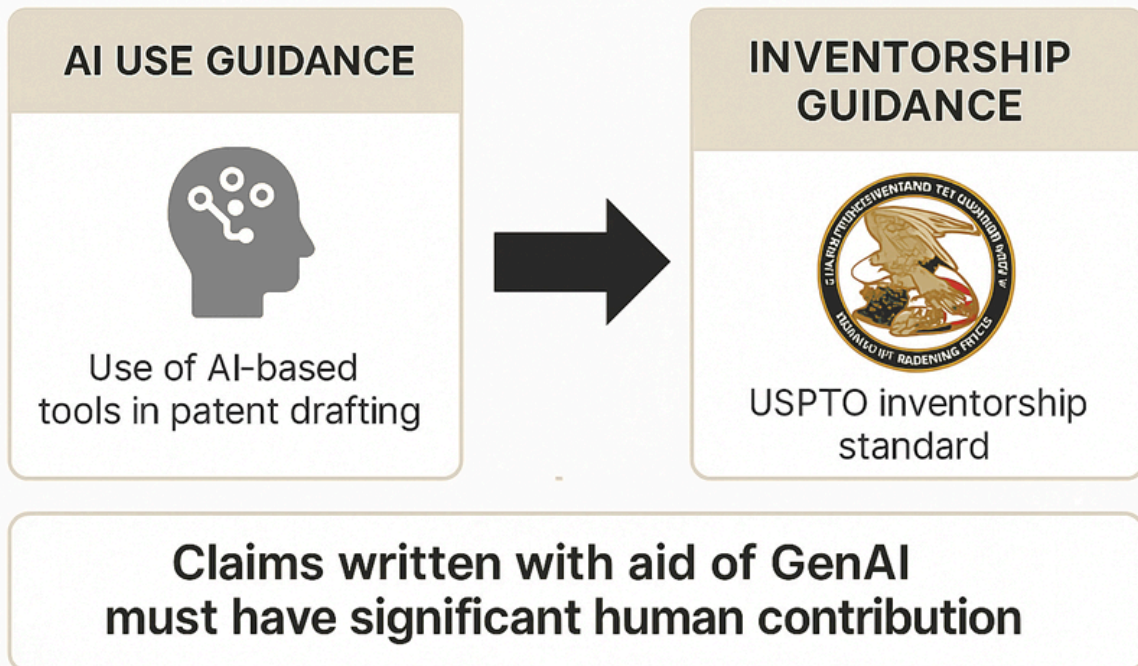 AI USE GUIDANCE
Use of AI-based
tools in patent drafting
INVENTORSHIP
GUIDANCE
USPTO inventorship
standard
Claims written with aid of GenAI
must have significant human contribution